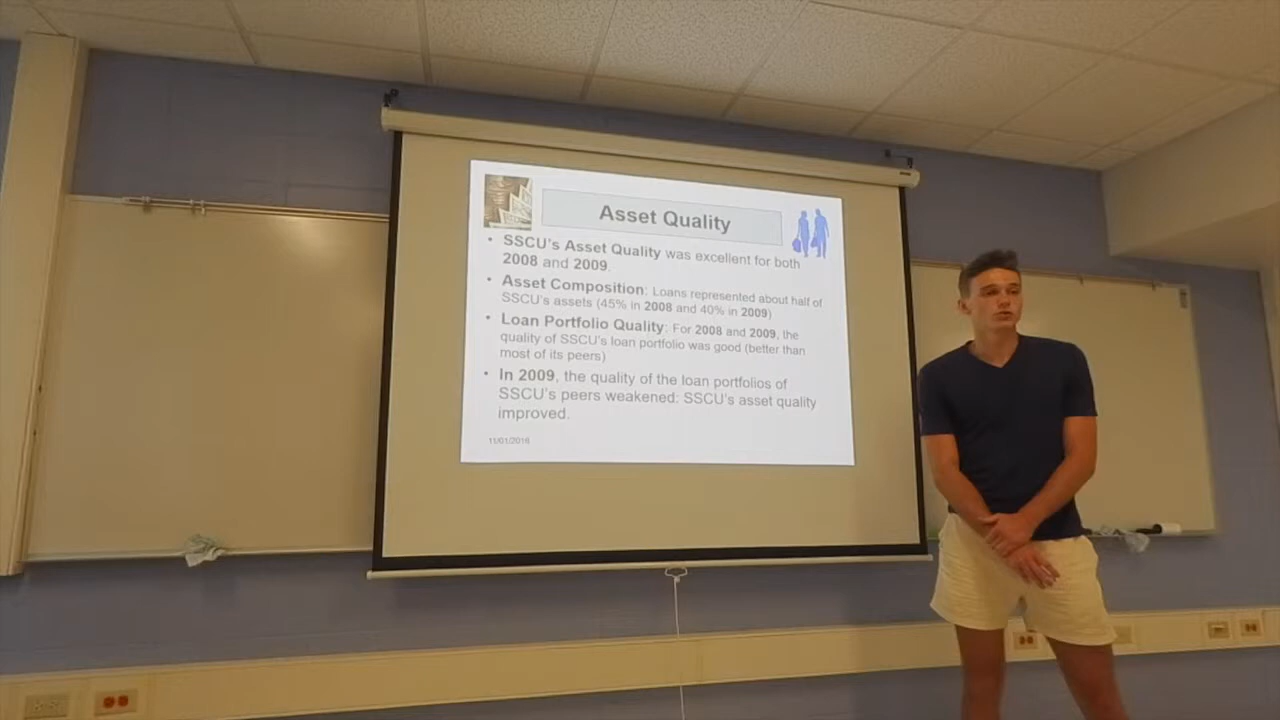 Asset Quality
• SSCU's Asset Quality was excellent for both
2008 and 2009.
• Asset Composition: Loans represented about half of
SSCU's assets (45% in 2008 and 40% in 2009)
• Loan Portfolio Quality: For 2008 and 2009, the
quality of SSCU's loan portfolio was good (better than
most of its peers)
• In 2009, the quality of the loan portfolios of
SSCU's peers weakened: SSCU's asset quality
improved.
11/01/2016